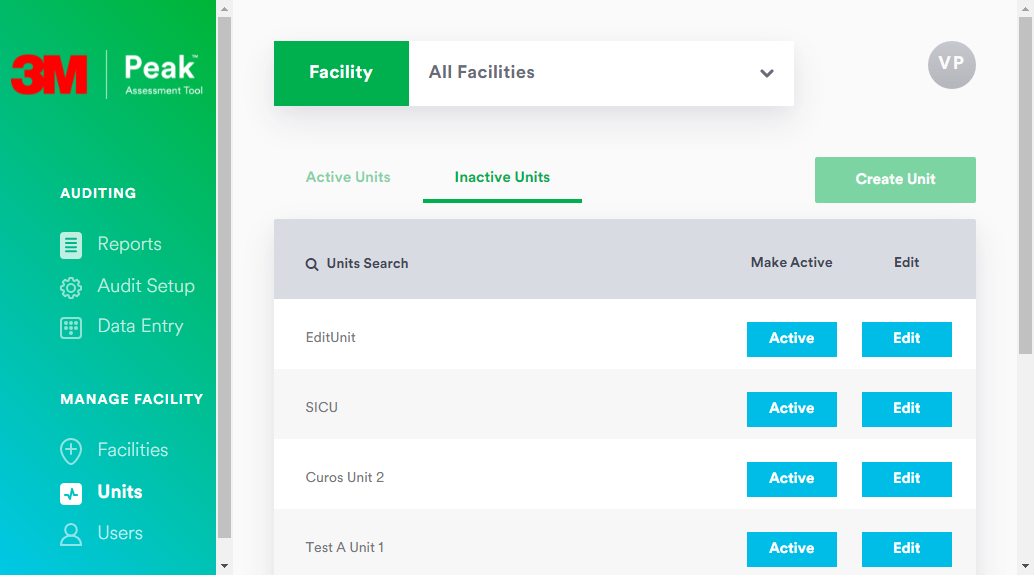 3M
Peak™
Assessment Tool
AUDITING
Reports
Audit Setup
Data Entry
MANAGE FACILITY
Facilities
Units
Users
Facility
All Facilities
VP
Active Units
Inactive Units
Create Unit
Units Search
Make Active
Edit
EditUnit
Active
Edit
SICU
Active
Edit
Curos Unit 2
Active
Edit
Test A Unit 1
Active
Edit